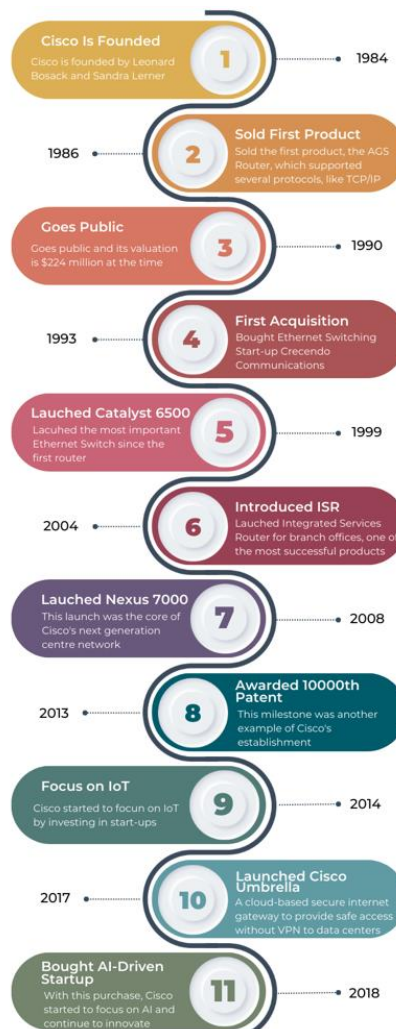 Cisco Is Founded
Cisco is founded by Leonard
Bosack and Sandra Lerner
1
1984
1986
2
Sold First Product
Sold the first product, the AGS
Router, which supported
several protocols, like TCP/IP
Goes Public
Goes public and its valuation
is $224 million at the time
3
1990
1993
4
First Acquisition
Bought Ethernet Switching
Start-up Crecendo
Communications
Lauched Catalyst 6500
Lacuhed the most important
Ethernet Switch since the
first router
5
1999
2004
6
Introduced ISR
Lauched Integrated Services
Router for branch offices, one of
the most successful products
Lauched Nexus 7000
This launch was the core of
Cisco's next generation
centre network
7
2008
2013
8
Awarded 10000th
Patent
This milestone was another
example of Cisco's
establishment
Focus on IoT
Cisco started to focun on IoT
by investing in start-ups
9
2014
2017
10
Launched Cisco
Umbrella
A cloud-based secure internet
gateway to provide safe access
without VPN to data centers
Bought AI-Driven
Startup
With this purchase, Cisco
started to focus on AI and
continue to innovate
11
2018